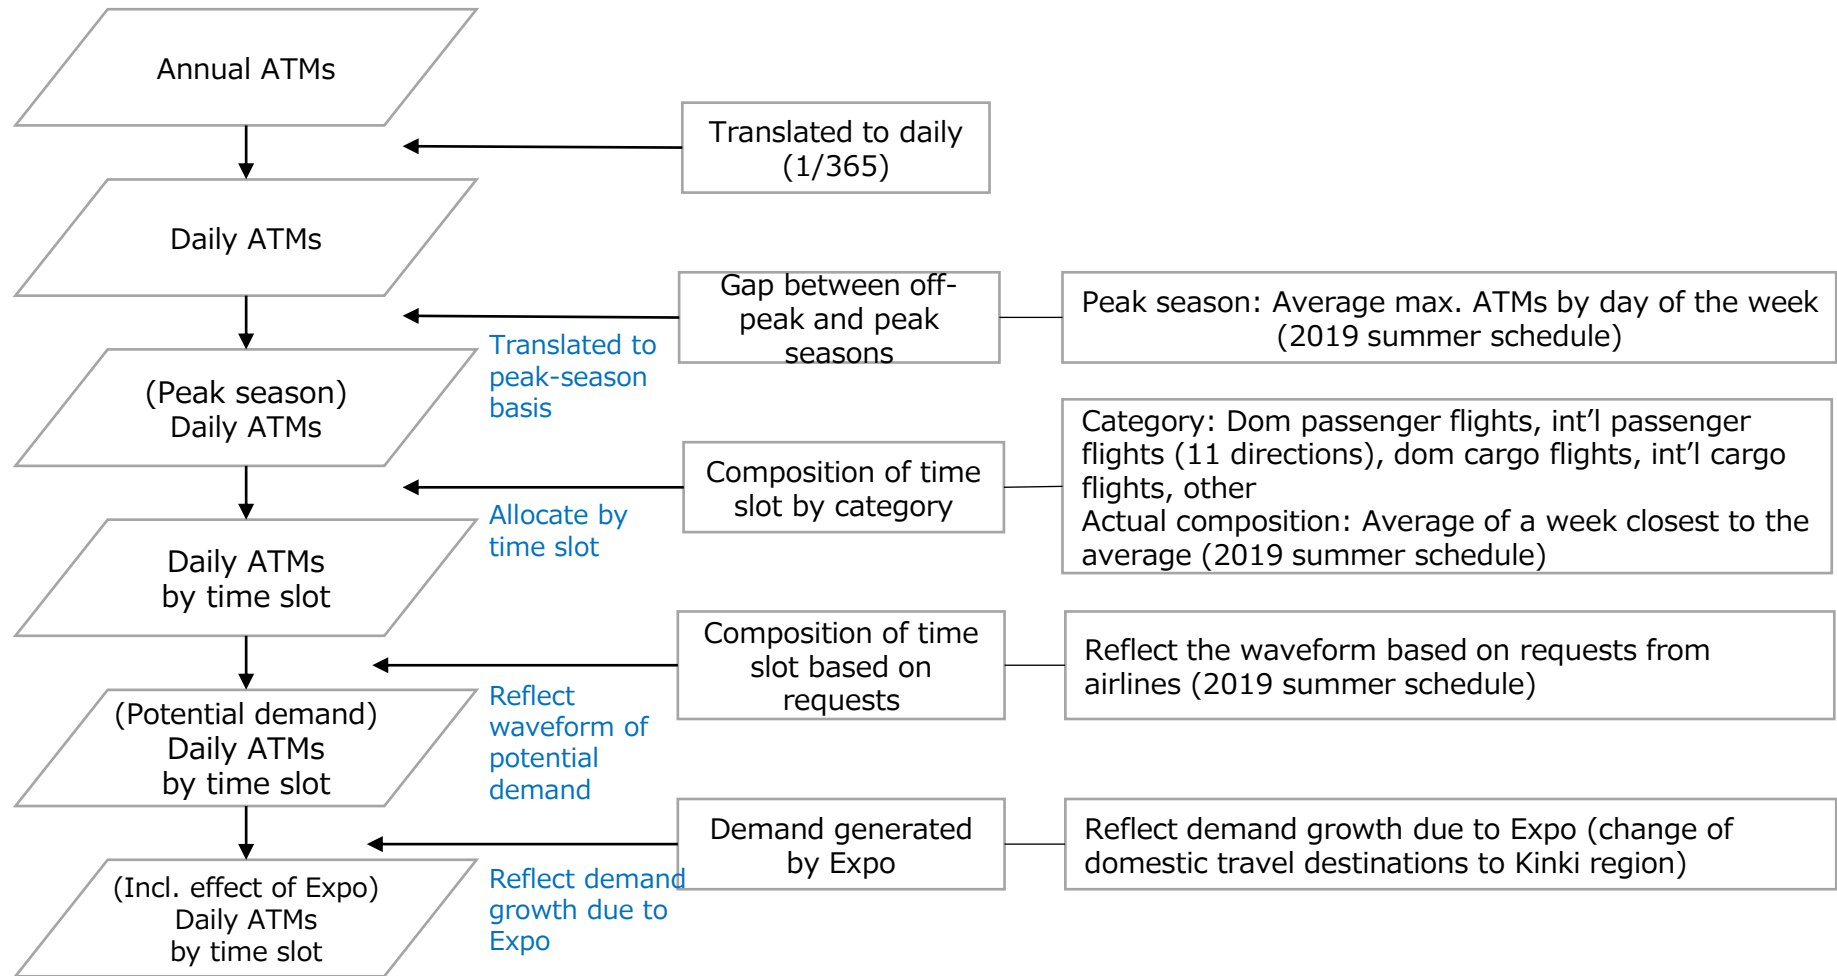 Annual ATMs
Translated to daily
(1/365)
Daily ATMs
Gap between off-
peak and peak
seasons
Peak season: Average max. ATMs by day of the week
(2019 summer schedule)
Translated to
peak-season
basis
(Peak season)
Daily ATMs
Composition of time
slot by category
Category: Dom passenger flights, int’l passenger
flights (11 directions), dom cargo flights, int’l cargo
flights, other
Actual composition: Average of a week closest to the
average (2019 summer schedule)
Allocate by
time slot
Daily ATMs
by time slot
Composition of time
slot based on
requests
Reflect the waveform based on requests from
airlines (2019 summer schedule)
Reflect
waveform of
potential
demand
(Potential demand)
Daily ATMs
by time slot
Demand generated
by Expo
Reflect demand growth due to Expo (change of
domestic travel destinations to Kinki region)
Reflect demand
growth due to
Expo
(Incl. effect of Expo)
Daily ATMs
by time slot